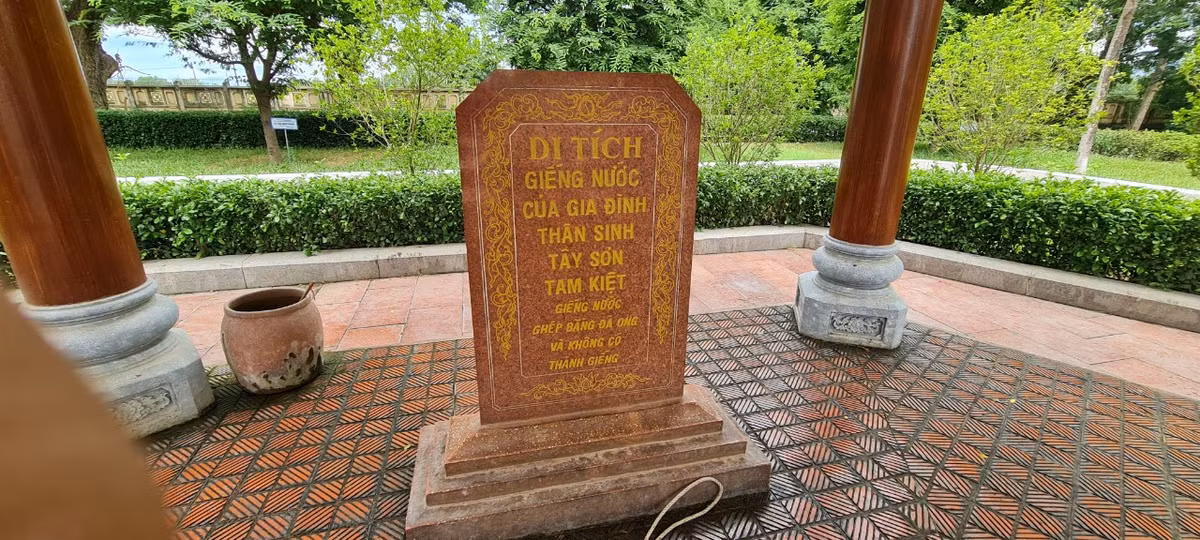 DI TÍCH
GIẾNG NƯỚC
CỦA GIA ĐÌNH
THÂN SINH
TÂY SƠN
TAM KIỆT
GIẾNG NƯỚC
GHÉP BẰNG ĐÁ ONG
VÀ KHÔNG CÓ
THÀNH GIẾNG